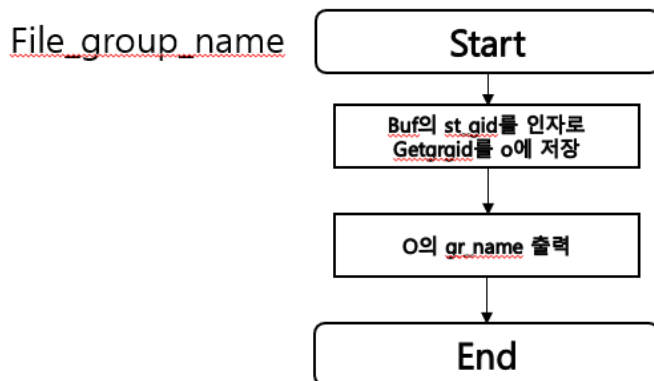 File_group_name
Start
Buf의 st_gid를 인자로
Getgrgid를 o에 저장
O의 gr_name 출력
End